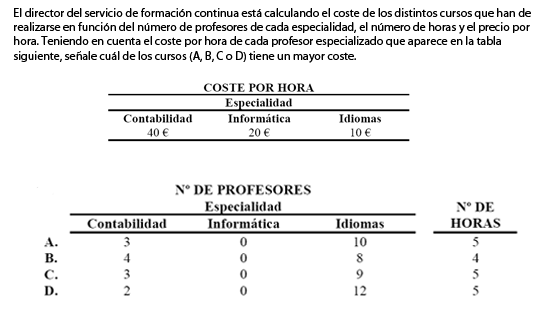 El director del servicio de formación continua está calculando el coste de los distintos cursos que han de
realizarse en función del número de profesores de cada especialidad, el número de horas y el precio por
hora. Teniendo en cuenta el coste por hora de cada profesor especializado que aparece en la tabla
siguiente, señale cuál de los cursos (A, B, C o D) tiene un mayor coste.
COSTE POR HORA
Especialidad
Contabilidad Informática Idiomas
40 € 20 € 10 €
Nº DE PROFESORES
Especialidad Nº DE
Contabilidad Informática Idiomas HORAS
A. 3 0 10 5
B. 4 0 8 4
C. 3 0 9 5
D. 2 0 12 5